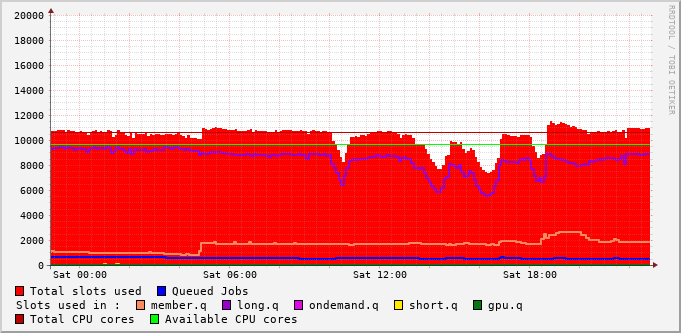 20000
18000
16000
14000
12000
10000
8000
6000
4000
2000
0
Sat 00:00 Sat 06:00 Sat 12:00 Sat 18:00
RRDTOOL / TOBI OETIKER
Total slots used Queued Jobs
Slots used in : member.q long.q ondemand.q short.q gpu.q
Total CPU cores Available CPU cores